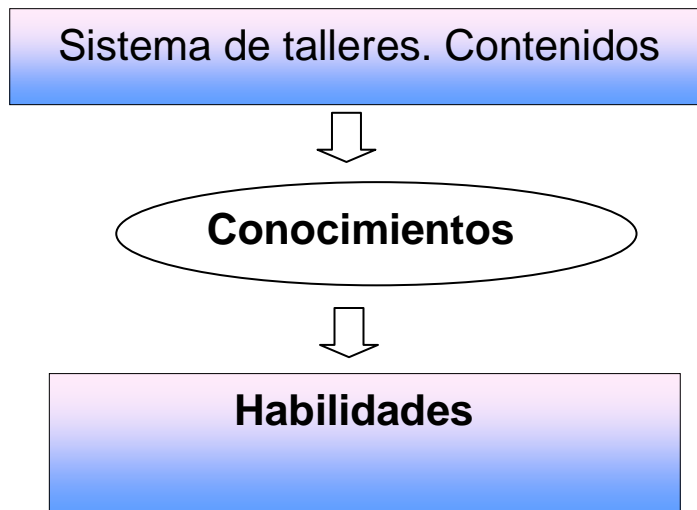 Sistema de talleres. Contenidos
Conocimientos
Habilidades